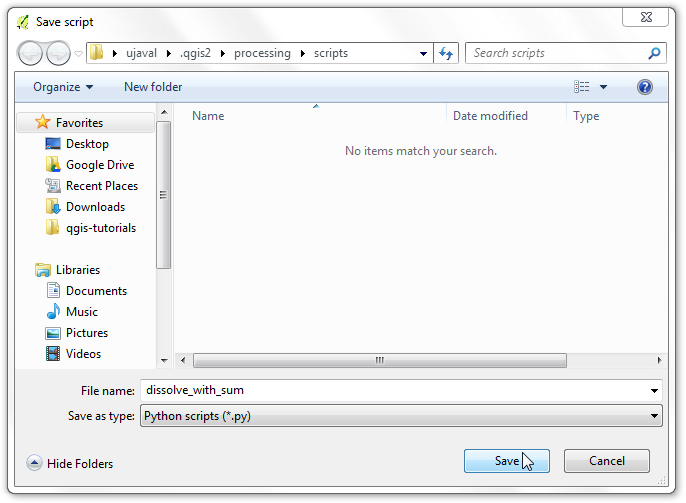 Save script
ujaval .qgis2 processing scripts Search scripts
Organize New folder
Name Date modified Type
No items match your search.
Favorites
Desktop
Google Drive
Recent Places
Downloads
qgis-tutorials
Libraries
Documents
Music
Pictures
Videos
File name: dissolve_with_sum
Save as type: Python scripts (*.py)
Hide Folders Save Cancel